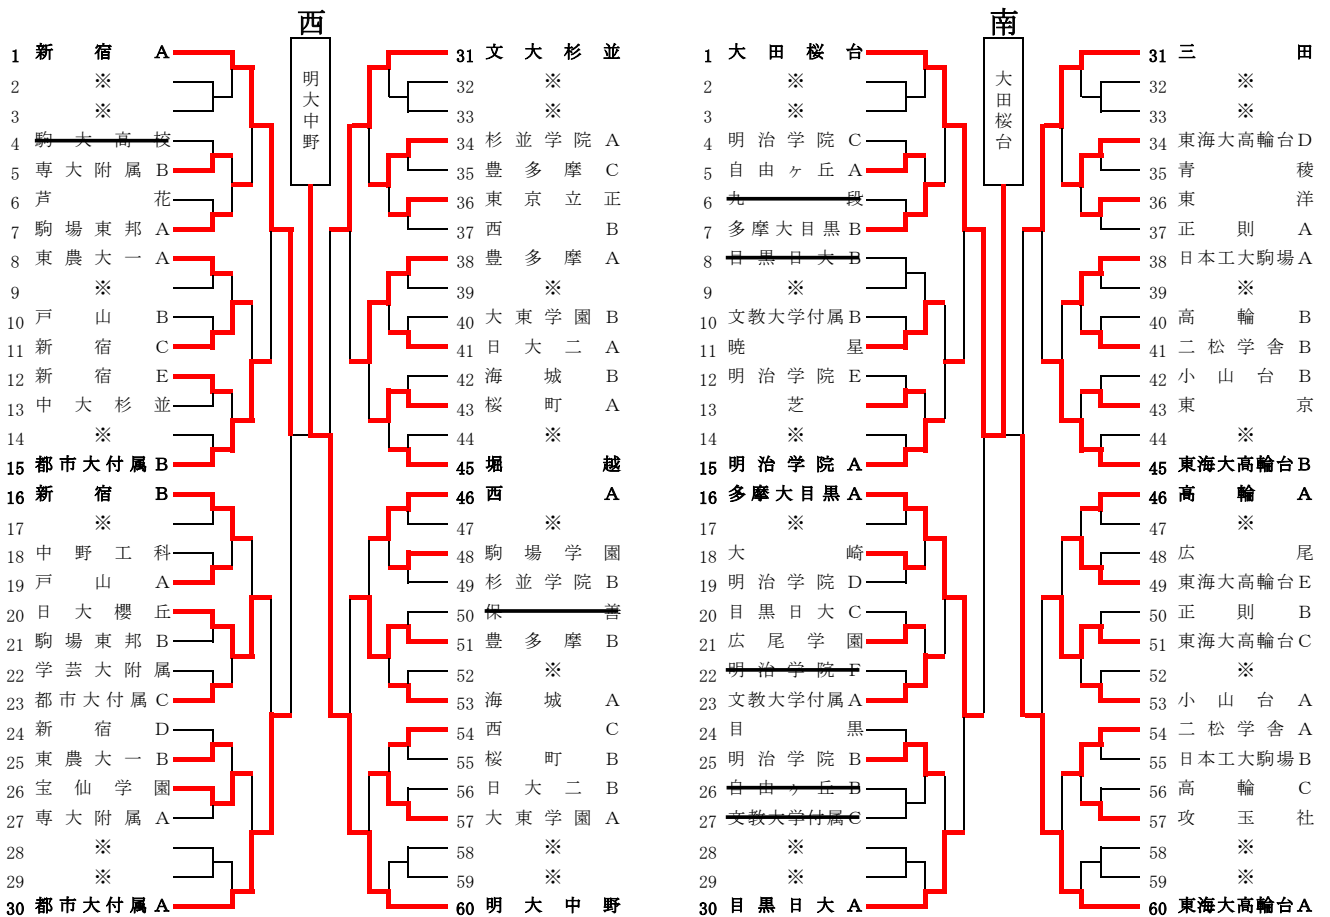 西
明大中野
1 新宿A
2 ※
3 ※
4 駒大高校
5 専大附属B
6 芦花
7 駒場東邦A
8 東農大一A
9 ※
10 戸山B
11 新宿C
12 新宿E
13 中大杉並
14 ※
15 都市大付属B
16 新宿B
17 ※
18 中野工科
19 戸山A
20 日大櫻丘
21 駒場東邦B
22 学芸大附属
23 都市大付属C
24 新宿D
25 東農大一B
26 宝仙学園
27 専大附属A
28 ※
29 ※
30 都市大付属A
31 文大杉並
32 ※
33 ※
34 杉並学院A
35 豊多摩C
36 東京立正
37 西B
38 豊多摩A
39 ※
40 大東学園B
41 日大二A
42 海城B
43 桜町A
44 ※
45 堀越
46 西A
47 ※
48 駒場学園
49 杉並学院B
50 保善
51 豊多摩B
52 ※
53 海城A
54 西C
55 桜町B
56 日大二B
57 大東学園A
58 ※
59 ※
60 明大中野
南
大田桜台
1 大田桜台
2 ※
3 ※
4 明治学院C
5 自由ヶ丘A
6 九段
7 多摩大目黒B
8 目黒日大B
9 ※
10 文教大学付属B
11 暁星
12 明治学院E
13 芝
14 ※
15 明治学院A
16 多摩大目黒A
17 ※
18 大崎
19 明治学院D
20 目黒日大C
21 広尾学園
22 明治学院F
23 文教大学付属A
24 目黒
25 明治学院B
26 自由ヶ丘B
27 文教大学付属C
28 ※
29 ※
30 目黒日大A
31 三田
32 ※
33 ※
34 東海大高輪台D
35 青稜
36 東洋
37 正則A
38 日本工大駒場A
39 ※
40 高輪B
41 二松学舎B
42 小山台B
43 東京
44 ※
45 東海大高輪台B
46 高輪A
47 ※
48 広尾
49 東海大高輪台E
50 正則B
51 東海大高輪台C
52 ※
53 小山台A
54 二松学舎A
55 日本工大駒場B
56 高輪C
57 攻玉社
58 ※
59 ※
60 東海大高輪台A